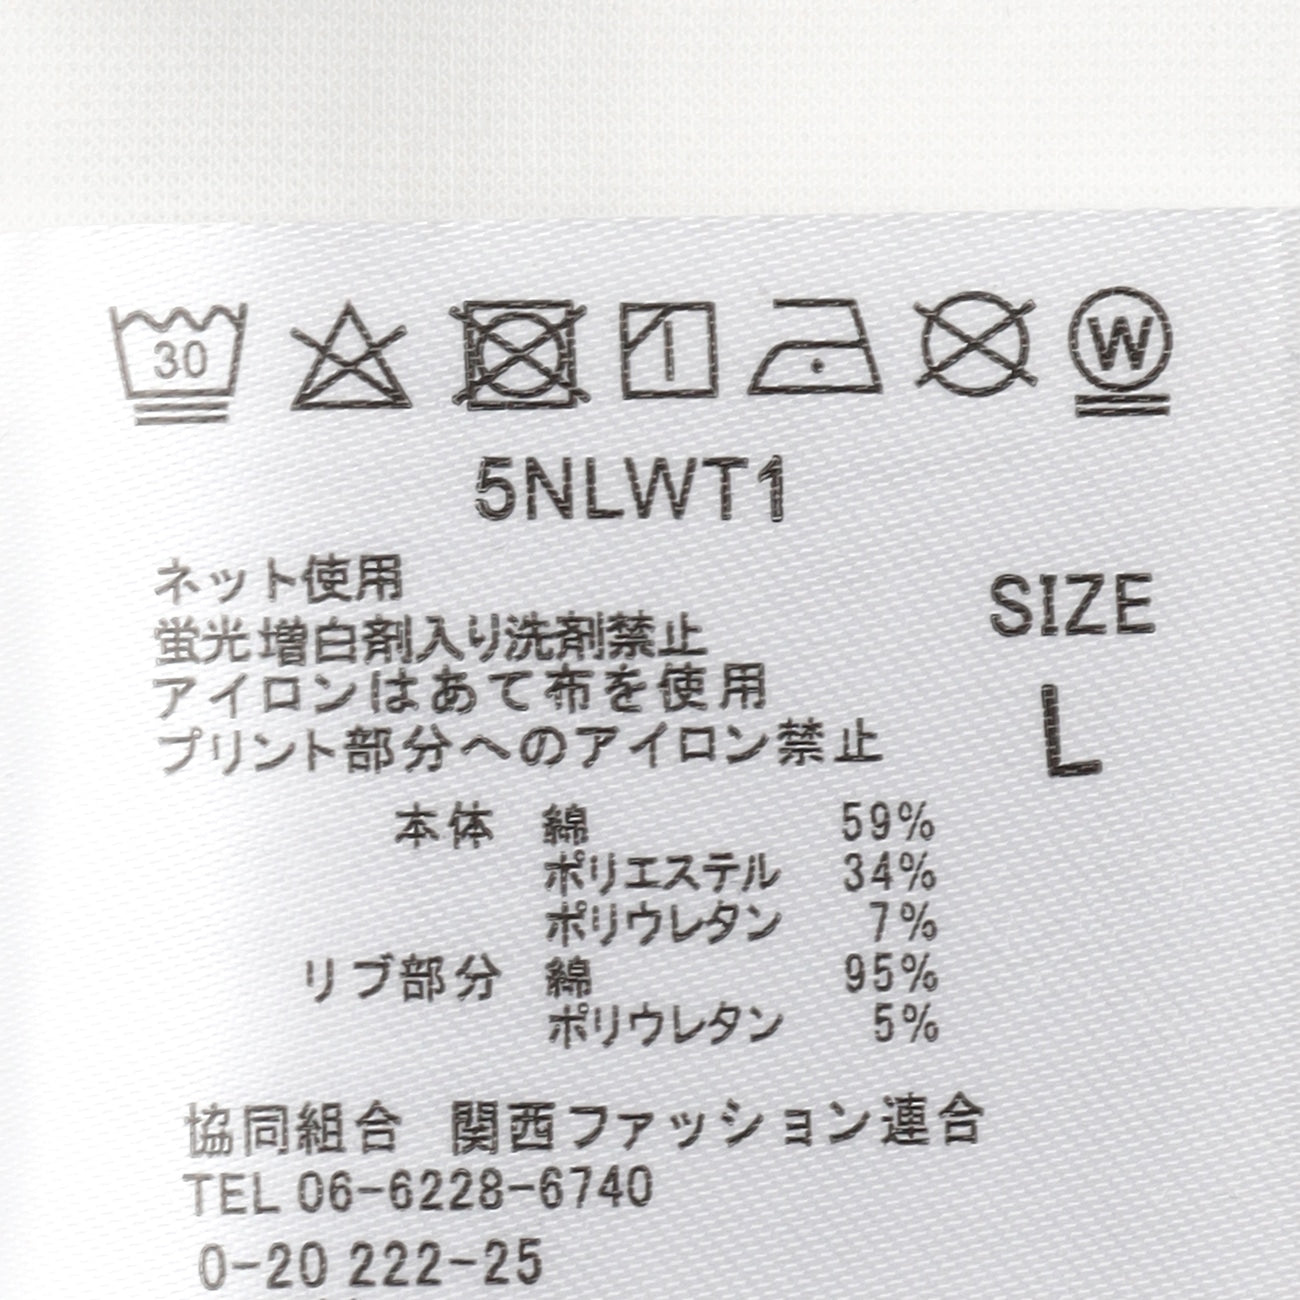 30
W
5NLWT1
ネット使用
蛍光増白剤入り洗剤禁止
アイロンはあて布を使用
プリント部分へのアイロン禁止
SIZE
L
本体 綿 59%
ポリエステル 34%
ポリウレタン 7%
リブ部分 綿 95%
ポリウレタン 5%
協同組合 関西ファッション連合
TEL 06-6228-6740
0-20 222-25